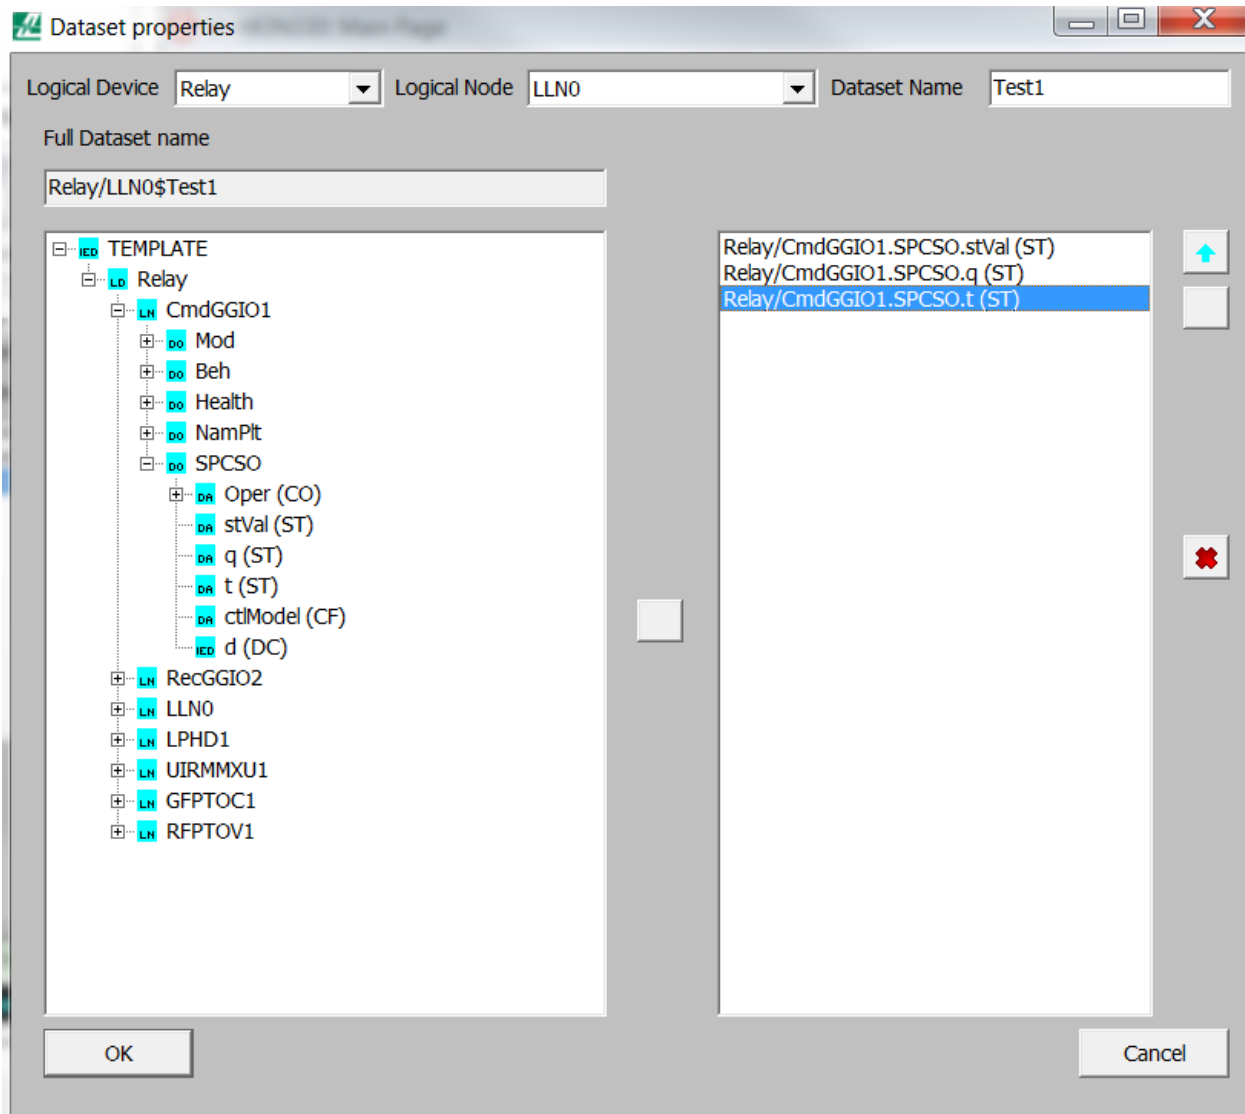 Dataset properties
Logical Device Relay Logical Node LLN0 Dataset Name Test1
Full Dataset name
Relay/LLN0$Test1
IED TEMPLATE
LD Relay
LN CmdGGIO1
DO Mod
DO Beh
DO Health
DO NamPlt
DO SPCSO
DA Oper (CO)
DA stVal (ST)
DA q (ST)
DA t (ST)
DA ctlModel (CF)
IED d (DC)
LN RecGGIO2
LN LLN0
LN LPHD1
LN UIRMMXU1
LN GFPTOC1
LN RFPTOV1
Relay/CmdGGIO1.SPCSO.stVal (ST)
Relay/CmdGGIO1.SPCSO.q (ST)
Relay/CmdGGIO1.SPCSO.t (ST)
OK
Cancel